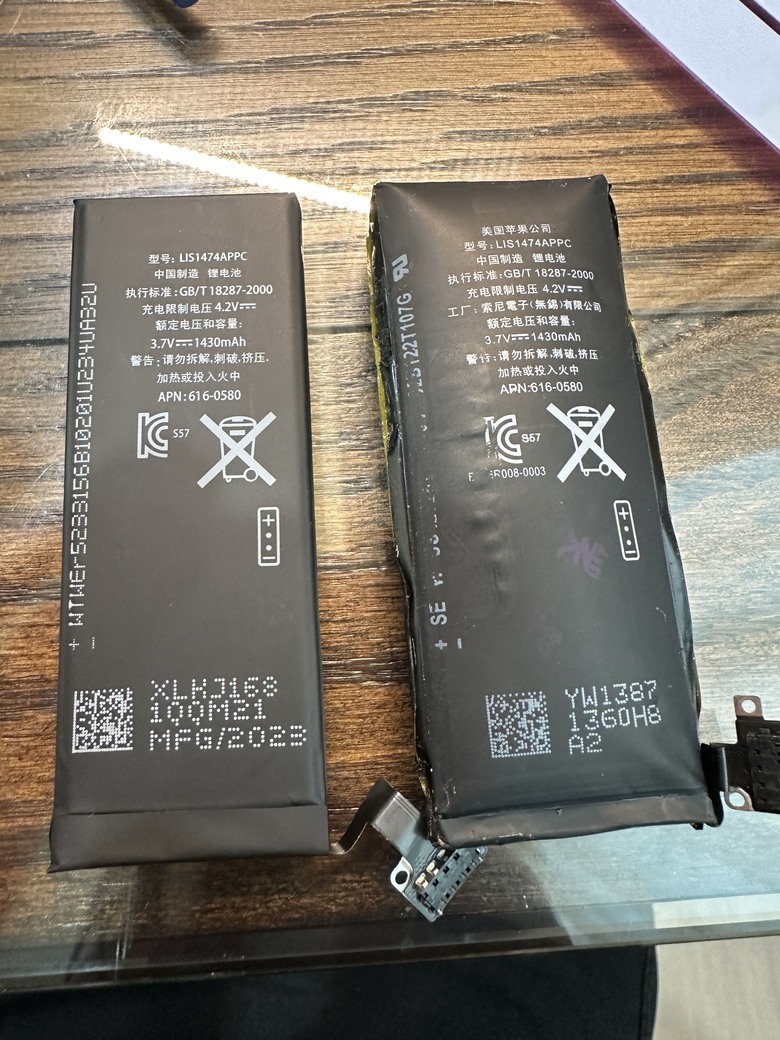 型号: LIS1474APPC
中国制造 锂电池
执行标准:GB/T 18287-2000
充电限制电压 4.2V
额定电压和容量:
3.7V 1430mAh
警告:请勿拆解,刺破,挤压,
加热或投入火中
APN:616-0580
S57
+ WTWEr5233156B10201U234UA32U
XLHJ163
1QQM21
MFG/2023
美国苹果公司
型号: LIS1474APPC
中国制造 锂电池
执行标准:GB/T 18287-2000
充电限制电压 4.2V
工厂: 索尼電子(無錫)有限公司
额定电压和容量:
3.7V 1430mAh
警告:请勿拆解,刺破,挤压
加热或投入火中
APN:616-0580
S57
008-0003
+ SE
122T107G
YW1387
1360H8
A2